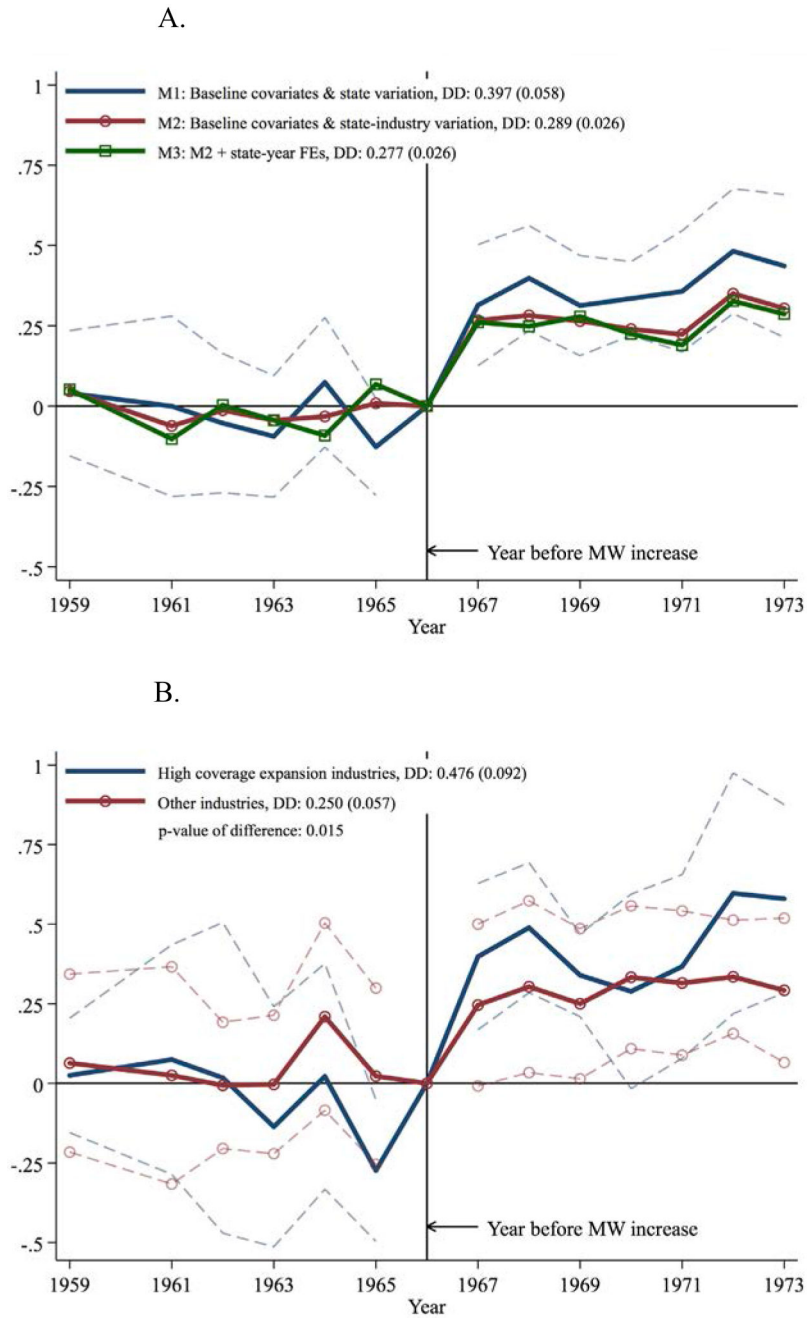 A.
1
.75
.5
.25
0
-.25
-.5
M1: Baseline covariates & state variation, DD: 0.397 (0.058)
M2: Baseline covariates & state-industry variation, DD: 0.289 (0.026)
M3: M2 + state-year FEs, DD: 0.277 (0.026)
Year before MW increase
1959 1961 1963 1965 1967 1969 1971 1973
Year
B.
1
.75
.5
.25
0
-.25
-.5
High coverage expansion industries, DD: 0.476 (0.092)
Other industries, DD: 0.250 (0.057)
p-value of difference: 0.015
Year before MW increase
1959 1961 1963 1965 1967 1969 1971 1973
Year